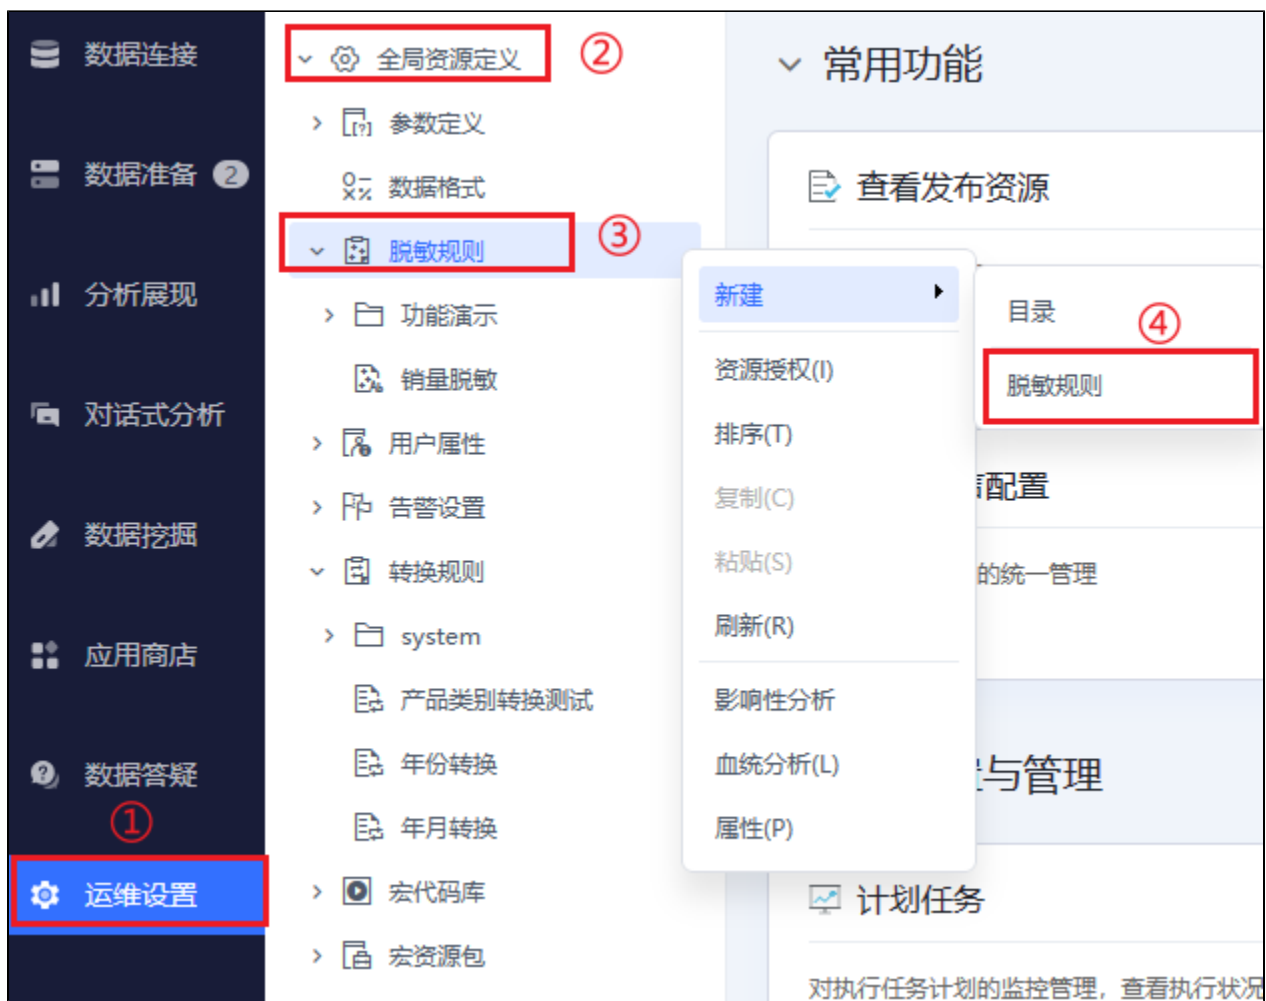 数据连接
数据准备 2
分析展现
对话式分析
数据挖掘
应用商店
数据答疑
①
运维设置
全局资源定义 ②
参数定义
数据格式
脱敏规则 ③
功能演示
销量脱敏
用户属性
告警设置
转换规则
system
产品类别转换测试
年份转换
年月转换
宏代码库
宏资源包
新建
资源授权(I)
排序(T)
复制(C)
粘贴(S)
刷新(R)
影响性分析
血统分析(L)
属性(P)
目录 ④
脱敏规则
常用功能
查看发布资源
配置
的统一管理
与管理
计划任务
对执行任务计划的监控管理，查看执行状况